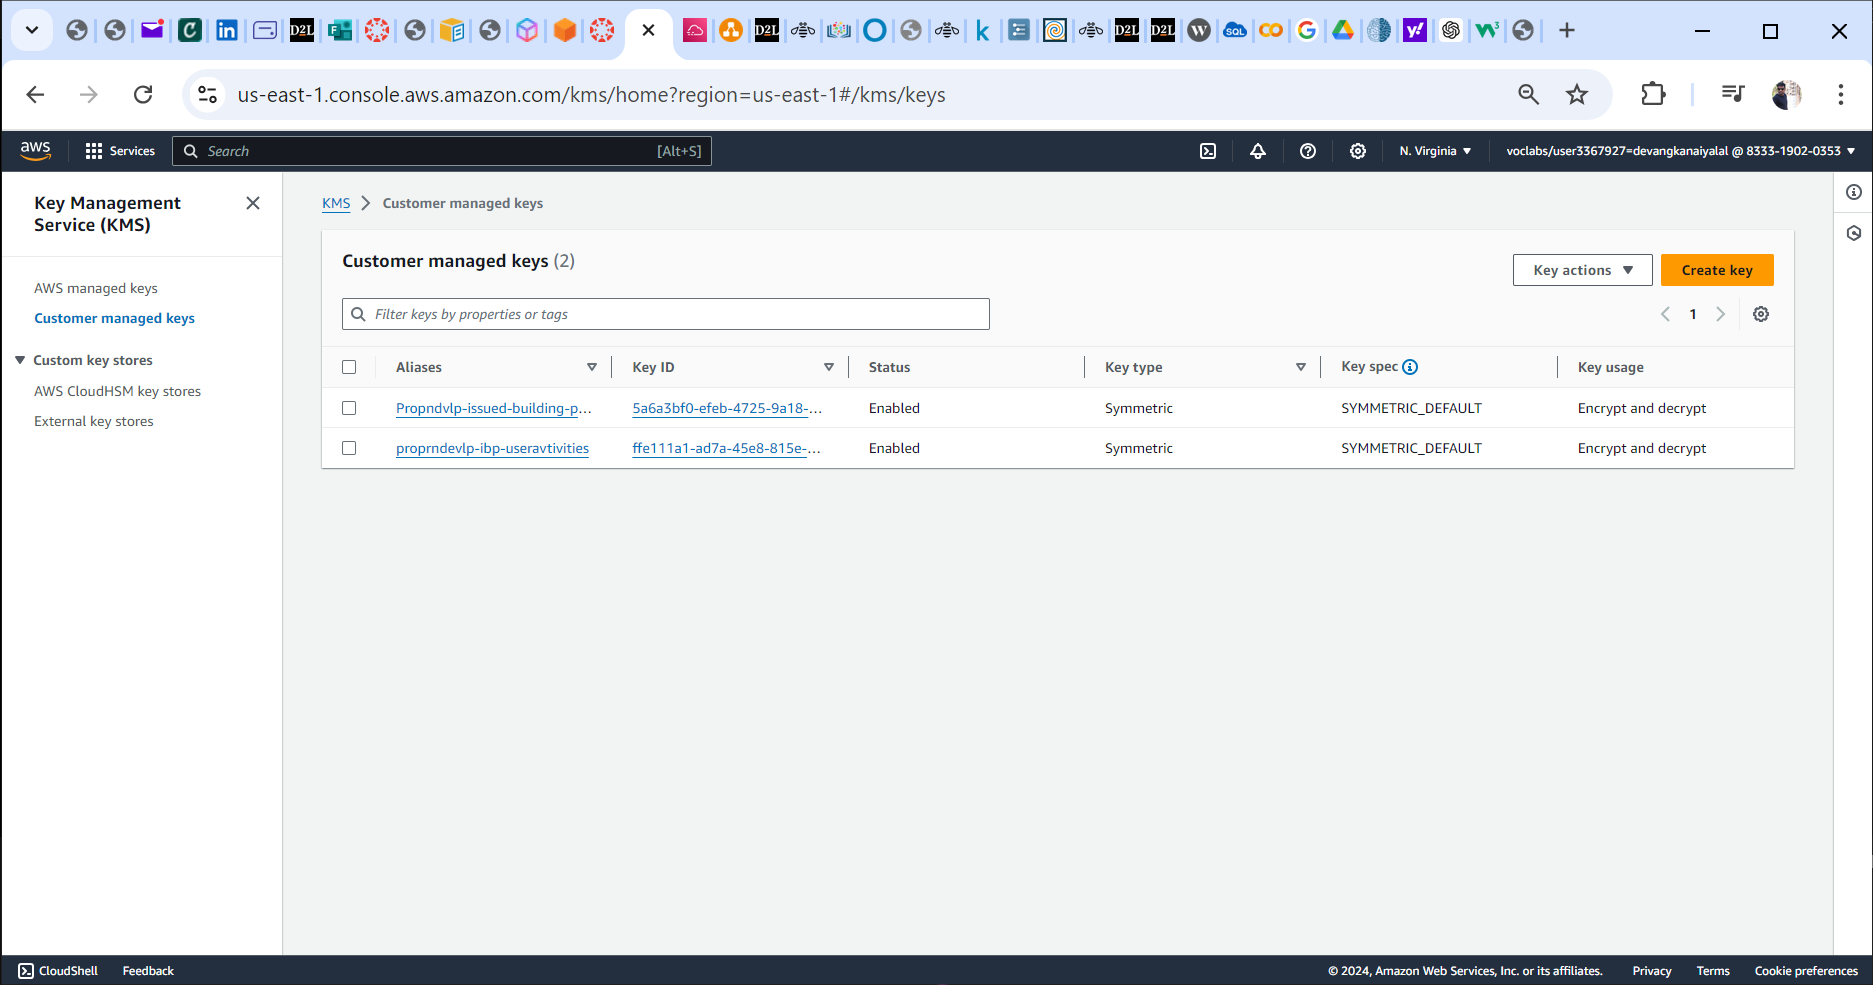 D2L
D2L
k
D2L
D2L
W
SQL
G
y!
W3
us-east-1.console.aws.amazon.com/kms/home?region=us-east-1#/kms/keys
aws
Services
Search
[Alt+S]
N. Virginia
voclabs/user3367927=devangkanaiyalal @ 8333-1902-0353
Key Management
Service (KMS)
AWS managed keys
Customer managed keys
Custom key stores
AWS CloudHSM key stores
External key stores
KMS
Customer managed keys
Customer managed keys (2)
Key actions
Create key
Filter keys by properties or tags
1
Aliases Key ID Status Key type Key spec Key usage
Propndvlp-issued-building-p... 5a6a3bf0-efeb-4725-9a18-... Enabled Symmetric SYMMETRIC_DEFAULT Encrypt and decrypt
proprndevlp-ibp-useravtivities ffe111a1-ad7a-45e8-815e-... Enabled Symmetric SYMMETRIC_DEFAULT Encrypt and decrypt
CloudShell Feedback © 2024, Amazon Web Services, Inc. or its affiliates. Privacy Terms Cookie preferences